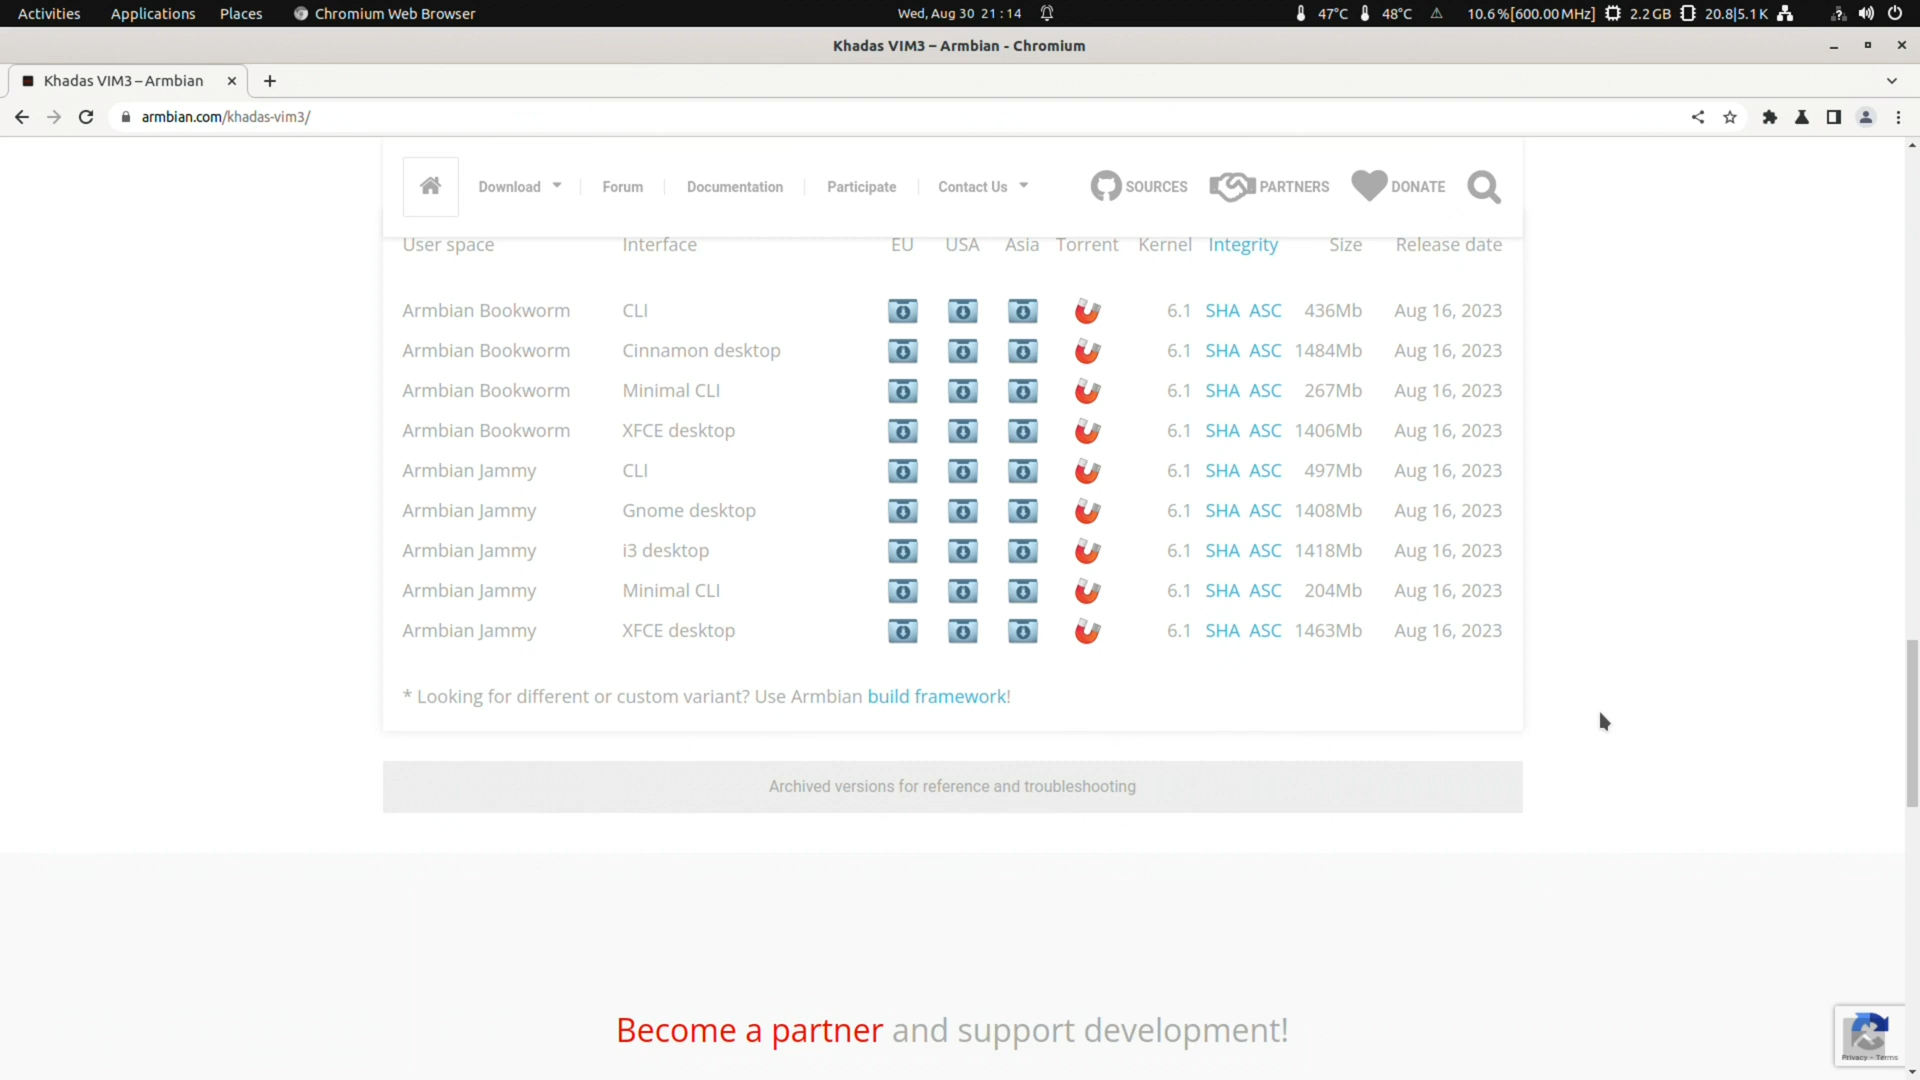 Activities Applications Places Chromium Web Browser Wed, Aug 30 21:14 47°C 48°C 10.6%[600.00 MHz] 2.2 GB 20.8|5.1 K
Khadas VIM3 – Armbian - Chromium
Khadas VIM3 – Armbian
armbian.com/khadas-vim3/
Download Forum Documentation Participate Contact Us SOURCES PARTNERS DONATE
User space Interface EU USA Asia Torrent Kernel Integrity Size Release date
Armbian Bookworm CLI 6.1 SHA ASC 436Mb Aug 16, 2023
Armbian Bookworm Cinnamon desktop 6.1 SHA ASC 1484Mb Aug 16, 2023
Armbian Bookworm Minimal CLI 6.1 SHA ASC 267Mb Aug 16, 2023
Armbian Bookworm XFCE desktop 6.1 SHA ASC 1406Mb Aug 16, 2023
Armbian Jammy CLI 6.1 SHA ASC 497Mb Aug 16, 2023
Armbian Jammy Gnome desktop 6.1 SHA ASC 1408Mb Aug 16, 2023
Armbian Jammy i3 desktop 6.1 SHA ASC 1418Mb Aug 16, 2023
Armbian Jammy Minimal CLI 6.1 SHA ASC 204Mb Aug 16, 2023
Armbian Jammy XFCE desktop 6.1 SHA ASC 1463Mb Aug 16, 2023
* Looking for different or custom variant? Use Armbian build framework!
Archived versions for reference and troubleshooting
Become a partner and support development!
Privacy - Terms